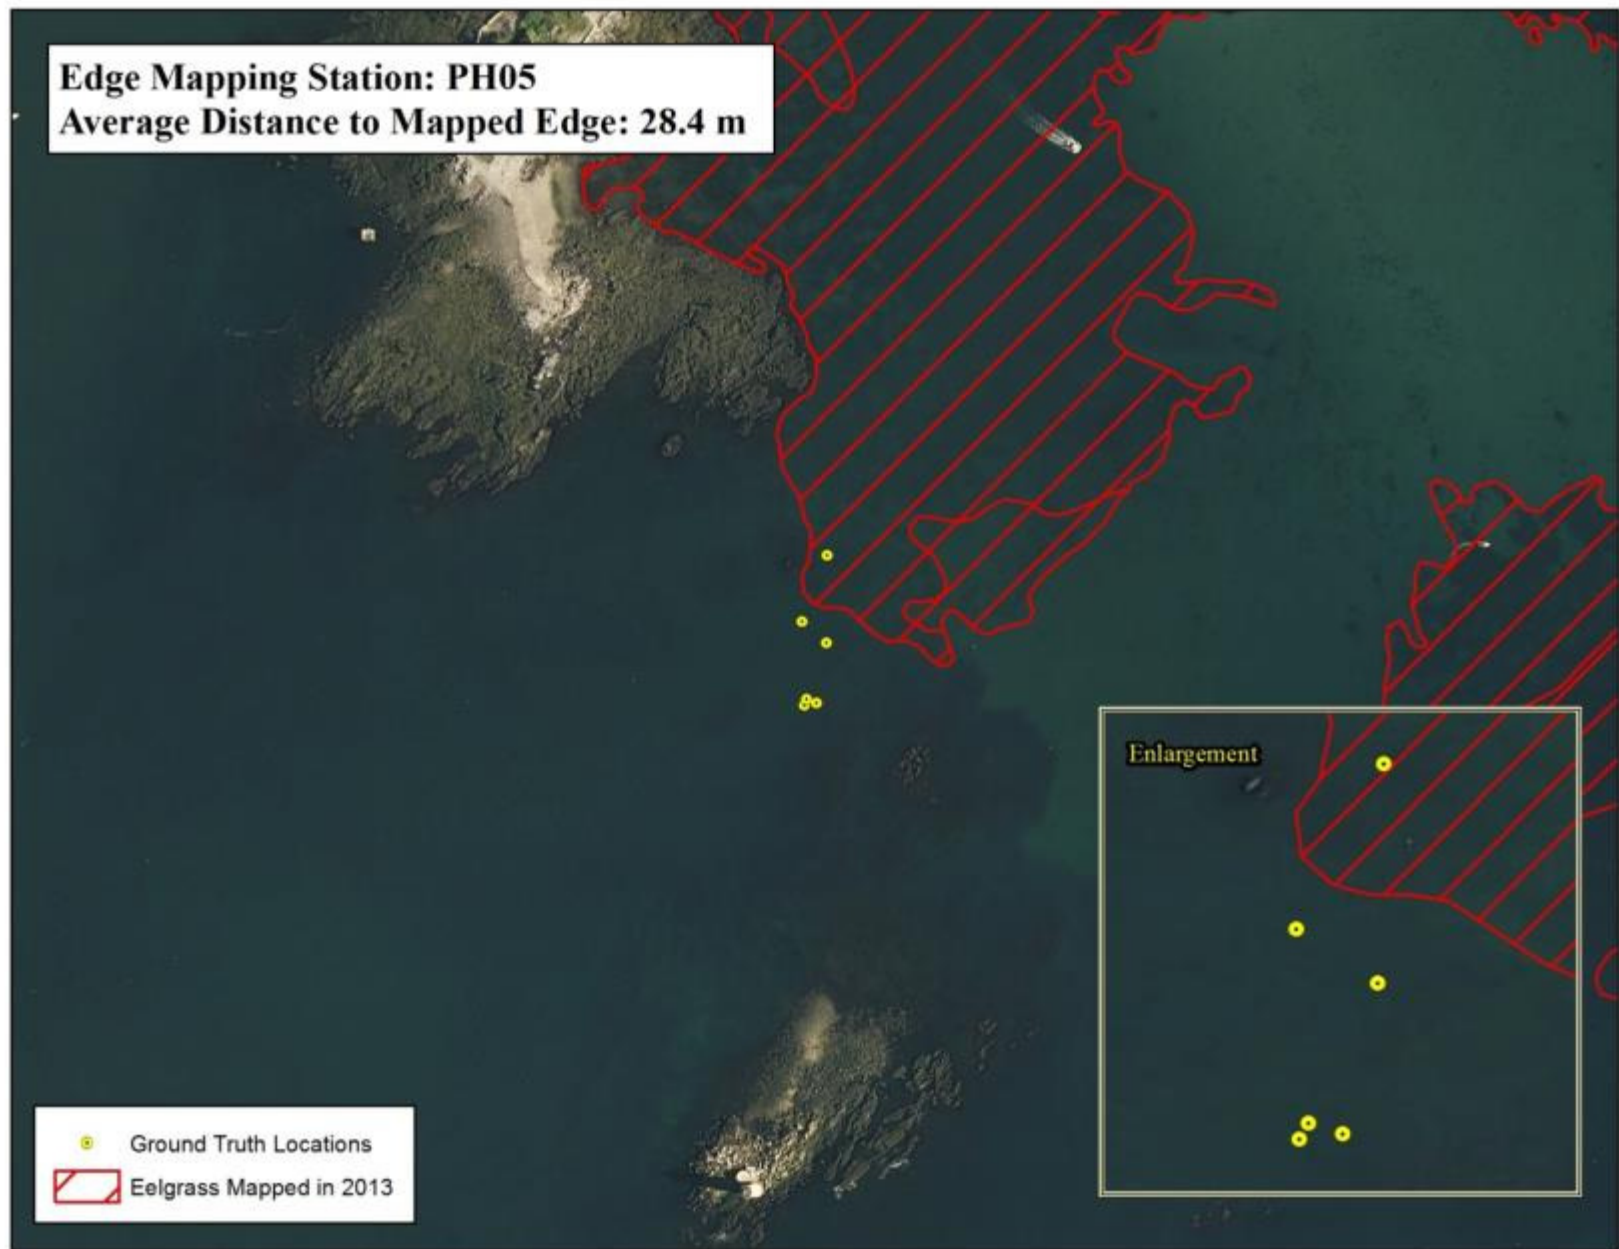 Edge Mapping Station: PH05
Average Distance to Mapped Edge: 28.4 m
Enlargement
Ground Truth Locations
Eelgrass Mapped in 2013